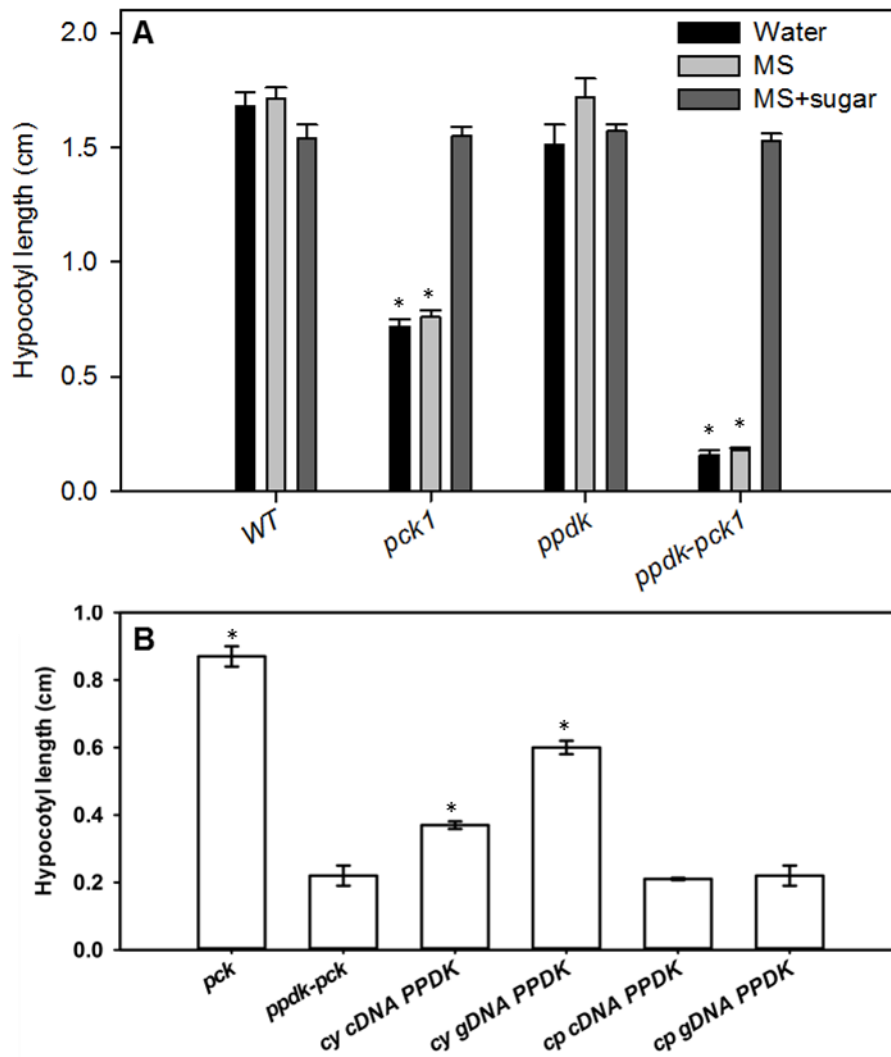 A
Water
MS
MS+sugar
Hypocotyl length (cm)
2.0
1.5
1.0
0.5
0.0
* *
* *
WT
pck1
ppdk
ppdk-pck1
B
Hypocotyl length (cm)
1.0
0.8
0.6
0.4
0.2
0.0
*
*
*
pck
ppdk-pck
cy cDNA PPDK
cy gDNA PPDK
cp cDNA PPDK
cp gDNA PPDK